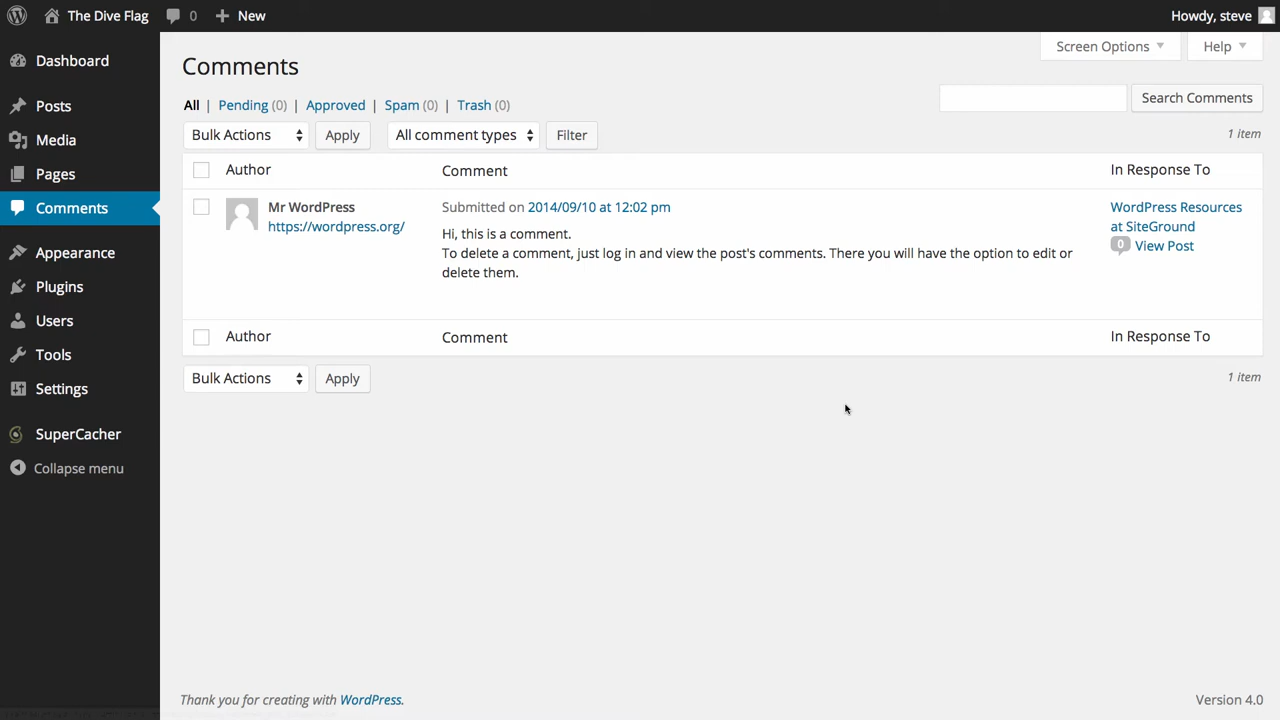 The Dive Flag 0 New Howdy, steve
Dashboard
Posts
Media
Pages
Comments
Appearance
Plugins
Users
Tools
Settings
SuperCacher
Collapse menu
Screen Options Help
Comments
All | Pending (0) | Approved | Spam (0) | Trash (0)
Search Comments
Bulk Actions Apply All comment types Filter 1 item
Author Comment In Response To
Mr WordPress
https://wordpress.org/
Submitted on 2014/09/10 at 12:02 pm
Hi, this is a comment.
To delete a comment, just log in and view the post's comments. There you will have the option to edit or
delete them.
WordPress Resources
at SiteGround
0 View Post
Author Comment In Response To
Bulk Actions Apply 1 item
Thank you for creating with WordPress. Version 4.0